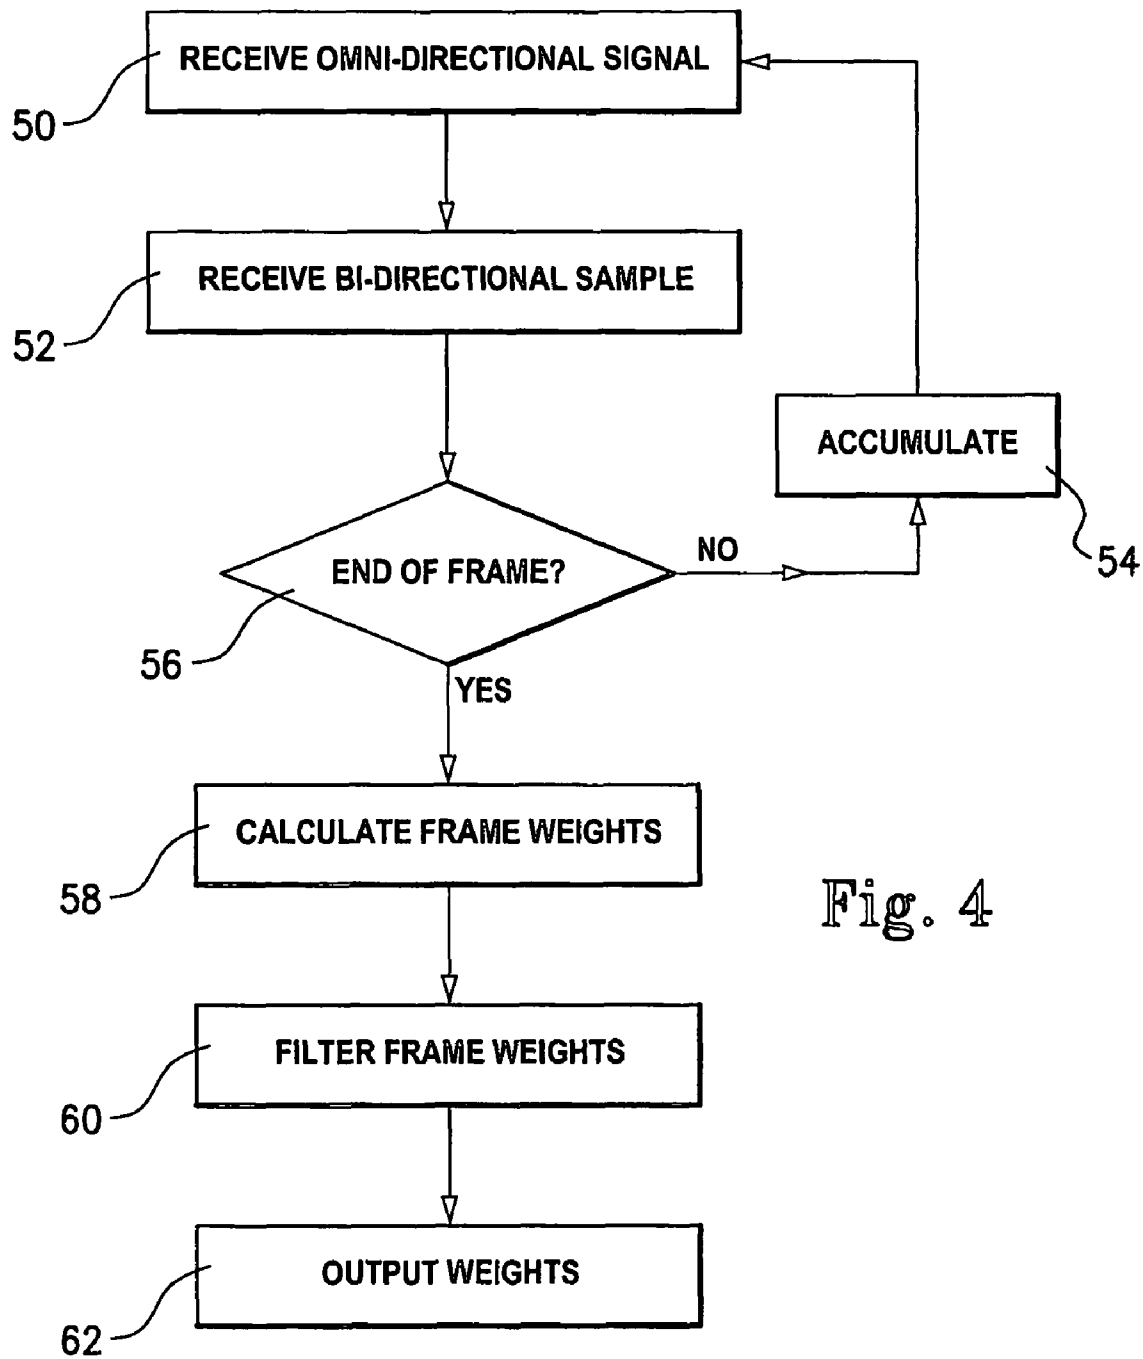 RECEIVE OMNI-DIRECTIONAL SIGNAL
50
RECEIVE BI-DIRECTIONAL SAMPLE
52
ACCUMULATE
54
END OF FRAME?
NO
56
YES
CALCULATE FRAME WEIGHTS
58
Fig. 4
FILTER FRAME WEIGHTS
60
OUTPUT WEIGHTS
62